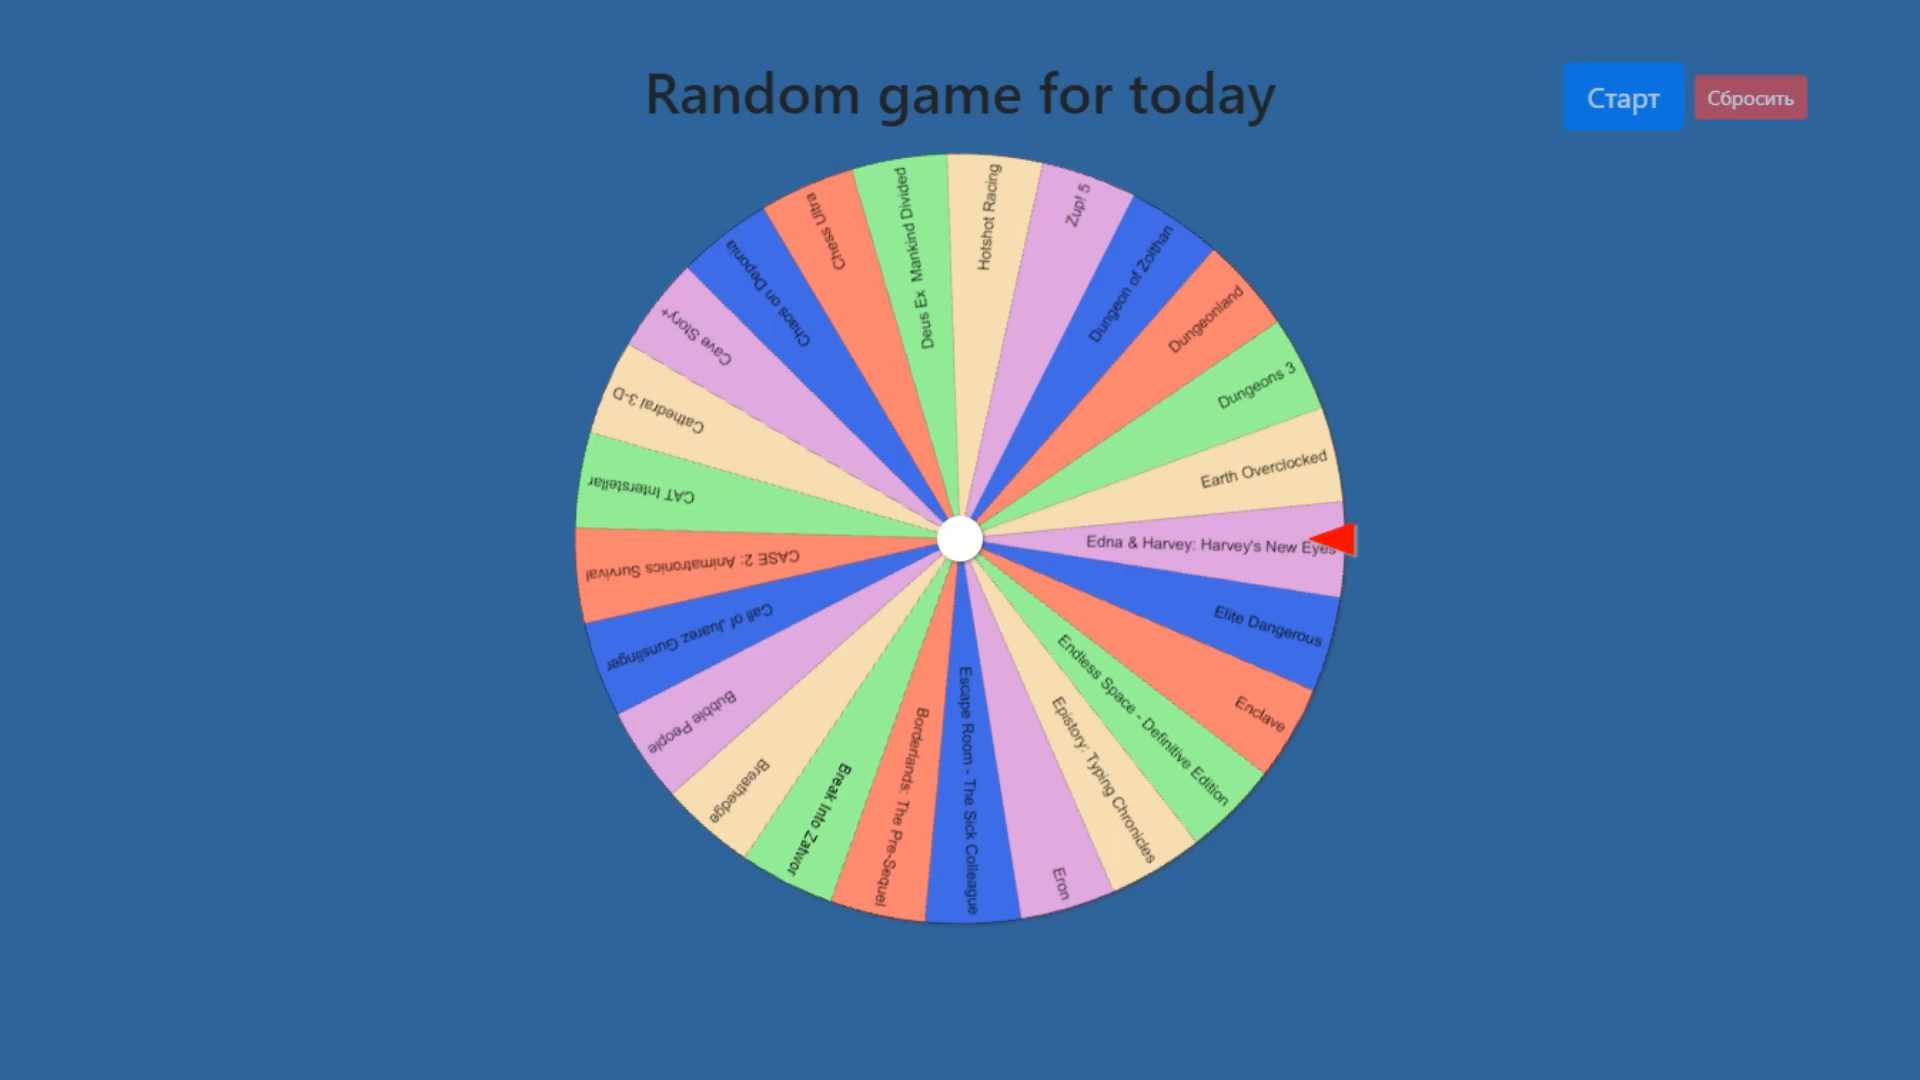 Random game for today
Старт
Сбросить
Hotshot Racing
Zup! 5
Dungeon of Zolthan
Dungeonland
Dungeons 3
Earth Overclocked
Edna & Harvey: Harvey's New Eyes
Elite Dangerous
Enclave
Endless Space - Definitive Edition
Epistory: Typing Chronicles
Eron
Escape Room - The Sick Colleague
Borderlands: The Pre-Sequel
Break Into Zatwor
Breathedge
Bubble People
Call of Juarez Gunslinger
CASE 2: Animatronics Survival
CAT Interstellar
Cathedral 3-D
Cave Story+
Chaos on Deponia
Chess Ultra
Deus Ex Mankind Divided